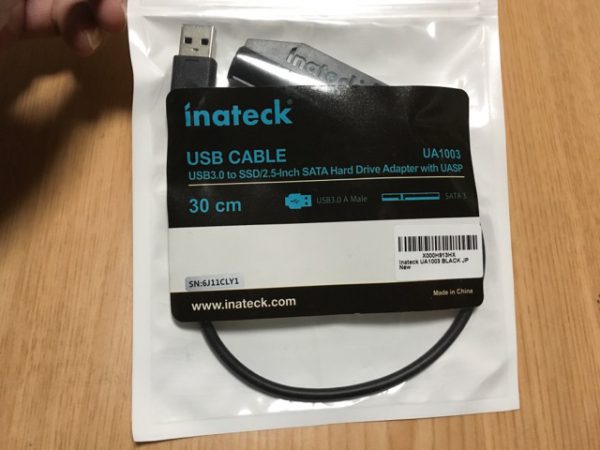 inateck
inateck®
USB CABLE
UA1003
USB3.0 to SSD/2.5-Inch SATA Hard Drive Adapter with UASP
30 cm
USB3.0 A Male
SATA 3
X000H913HX
Inateck UA1003 BLACK JP
New
SN:6J11CLY1
www.inateck.com
Made in China